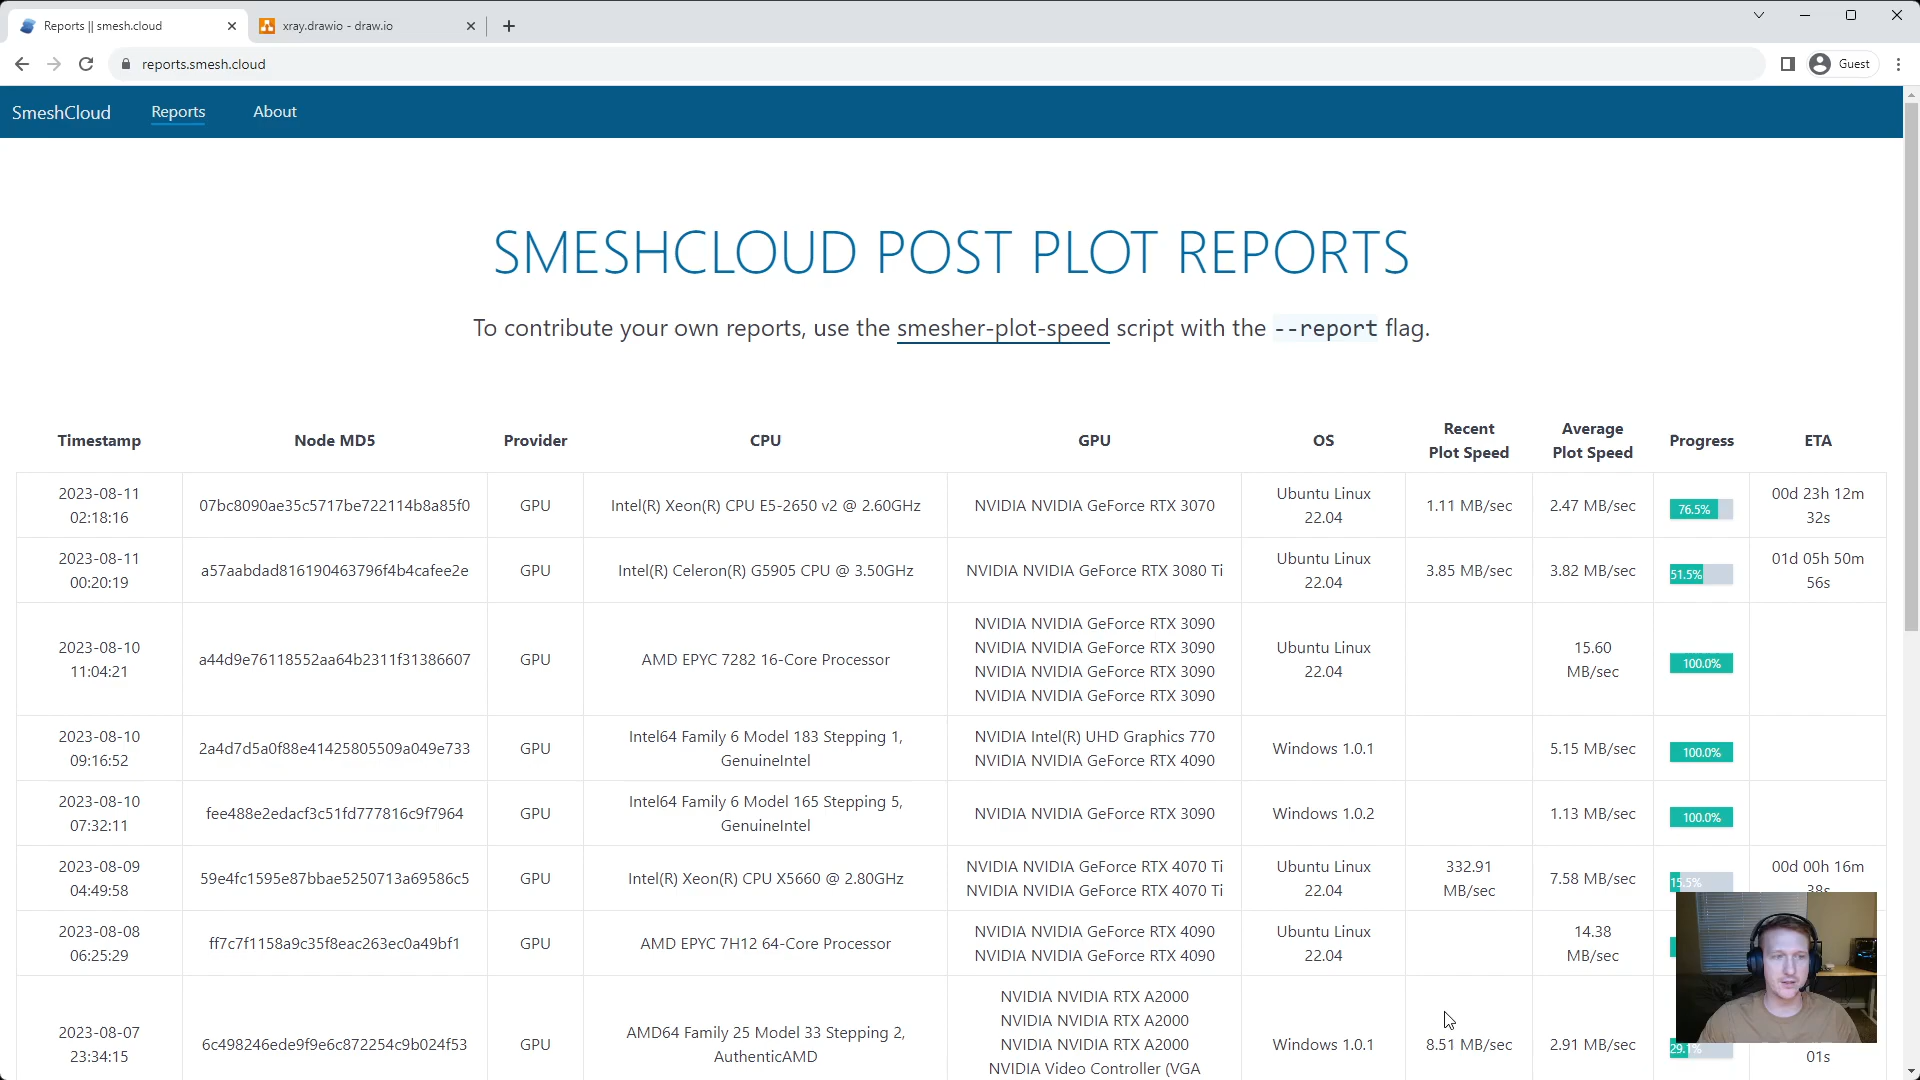 Reports || smesh.cloud
xray.drawio - draw.io
reports.smesh.cloud
Guest
SmeshCloud Reports About
SMESHCLOUD POST PLOT REPORTS
To contribute your own reports, use the smesher-plot-speed script with the --report flag.
Timestamp Node MD5 Provider CPU GPU OS Recent Plot Speed Average Plot Speed Progress ETA
2023-08-11 02:18:16 07bc8090ae35c5717be722114b8a85f0 GPU Intel(R) Xeon(R) CPU E5-2650 v2 @ 2.60GHz NVIDIA NVIDIA GeForce RTX 3070 Ubuntu Linux 22.04 1.11 MB/sec 2.47 MB/sec 76.5% 00d 23h 12m 32s
2023-08-11 00:20:19 a57aabdad816190463796f4b4cafee2e GPU Intel(R) Celeron(R) G5905 CPU @ 3.50GHz NVIDIA NVIDIA GeForce RTX 3080 Ti Ubuntu Linux 22.04 3.85 MB/sec 3.82 MB/sec 51.5% 01d 05h 50m 56s
2023-08-10 11:04:21 a44d9e76118552aa64b2311f31386607 GPU AMD EPYC 7282 16-Core Processor NVIDIA NVIDIA GeForce RTX 3090 NVIDIA NVIDIA GeForce RTX 3090 NVIDIA NVIDIA GeForce RTX 3090 NVIDIA NVIDIA GeForce RTX 3090 Ubuntu Linux 22.04 15.60 MB/sec 100.0%
2023-08-10 09:16:52 2a4d7d5a0f88e41425805509a049e733 GPU Intel64 Family 6 Model 183 Stepping 1, GenuineIntel NVIDIA Intel(R) UHD Graphics 770 NVIDIA NVIDIA GeForce RTX 4090 Windows 1.0.1 5.15 MB/sec 100.0%
2023-08-10 07:32:11 fee488e2edacf3c51fd777816c9f7964 GPU Intel64 Family 6 Model 165 Stepping 5, GenuineIntel NVIDIA NVIDIA GeForce RTX 3090 Windows 1.0.2 1.13 MB/sec 100.0%
2023-08-09 04:49:58 59e4fc1595e87bbae5250713a69586c5 GPU Intel(R) Xeon(R) CPU X5660 @ 2.80GHz NVIDIA NVIDIA GeForce RTX 4070 Ti NVIDIA NVIDIA GeForce RTX 4070 Ti Ubuntu Linux 22.04 332.91 MB/sec 7.58 MB/sec 15.5% 00d 00h 16m 38s
2023-08-08 06:25:29 ff7c7f1158a9c35f8eac263ec0a49bf1 GPU AMD EPYC 7H12 64-Core Processor NVIDIA NVIDIA GeForce RTX 4090 NVIDIA NVIDIA GeForce RTX 4090 Ubuntu Linux 22.04 14.38 MB/sec
2023-08-07 23:34:15 6c498246ede9f9e6c872254c9b024f53 GPU AMD64 Family 25 Model 33 Stepping 2, AuthenticAMD NVIDIA NVIDIA RTX A2000 NVIDIA NVIDIA RTX A2000 NVIDIA NVIDIA RTX A2000 NVIDIA Video Controller (VGA Windows 1.0.1 8.51 MB/sec 2.91 MB/sec 29.1% 01s